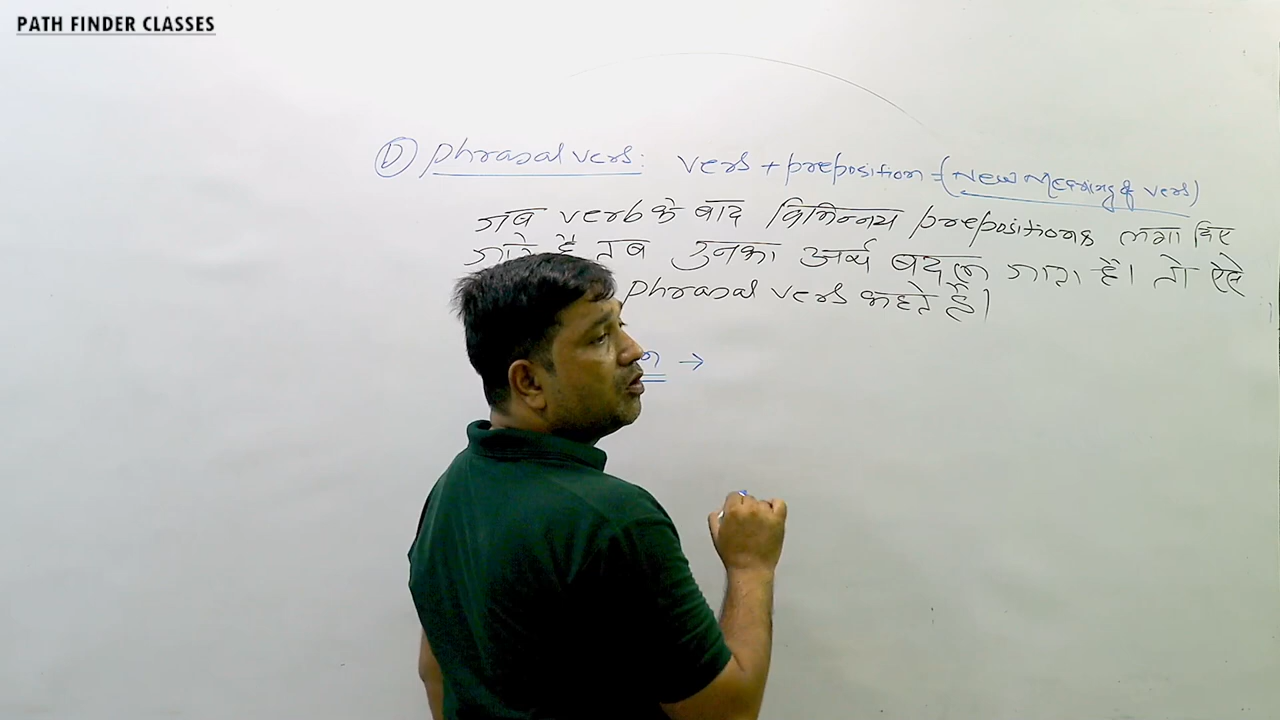 PATH FINDER CLASSES
(D) Phrasal verb: verb + preposition = (New Meaning of verb)
जब verb के बाद विभिन्नय prepositions लगा दिए
जाते है तब उनका अर्थ बदल जाता है। तो ऐसे
Phrasal verb कहते है।
→